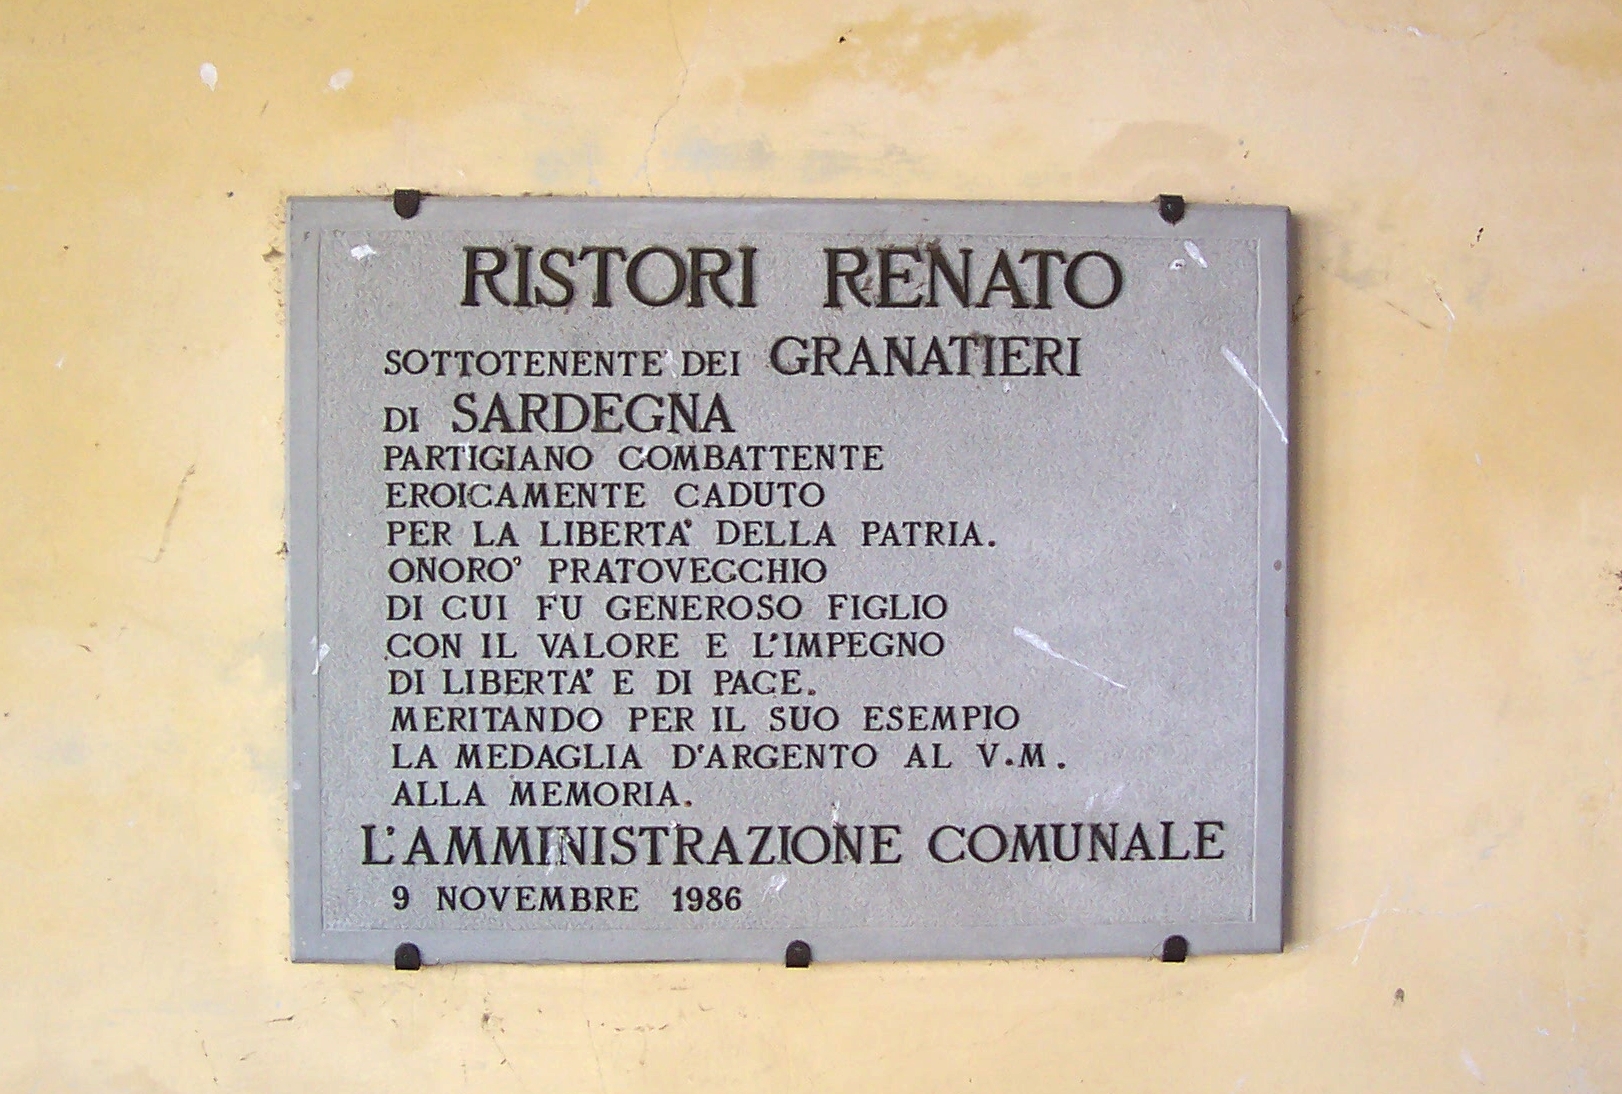 RISTORI RENATO
SOTTOTENENTE DEI GRANATIERI
DI SARDEGNA
PARTIGIANO COMBATTENTE
EROICAMENTE CADUTO
PER LA LIBERTA' DELLA PATRIA.
ONORO' PRATOVECCHIO
DI CUI FU GENEROSO FIGLIO
CON IL VALORE E L'IMPEGNO
DI LIBERTA' E DI PACE.
MERITANDO PER IL SUO ESEMPIO
LA MEDAGLIA D'ARGENTO AL V.M.
ALLA MEMORIA.
L'AMMINISTRAZIONE COMUNALE
9 NOVEMBRE 1986